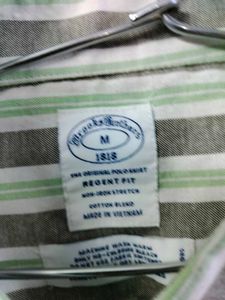 Brooks Brothers
M
1818
THE ORIGINAL POLO SHIRT
REGENT FIT
NON-IRON STRETCH
COTTON BLEND
MADE IN VIETNAM
MACHINE WASH WARM